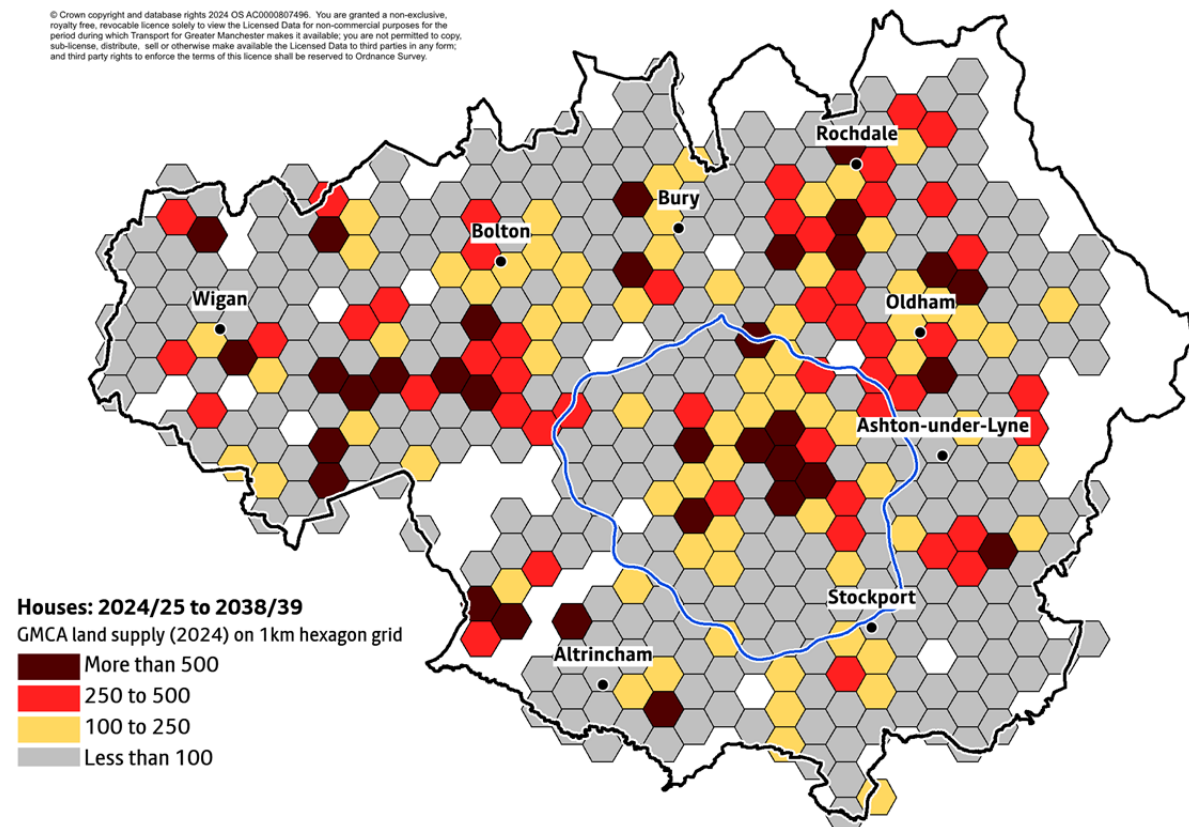 © Crown copyright and database rights 2024 OS AC0000807496. You are granted a non-exclusive,
royalty free, revocable licence solely to view the Licensed Data for non-commercial purposes for the
period during which Transport for Greater Manchester makes it available; you are not permitted to copy,
sub-license, distribute, sell or otherwise make available the Licensed Data to third parties in any form;
and third party rights to enforce the terms of this licence shall be reserved to Ordnance Survey.
Rochdale
Bury
Bolton
Wigan
Oldham
Ashton-under-Lyne
Stockport
Altrincham
Houses: 2024/25 to 2038/39
GMCA land supply (2024) on 1km hexagon grid
More than 500
250 to 500
100 to 250
Less than 100